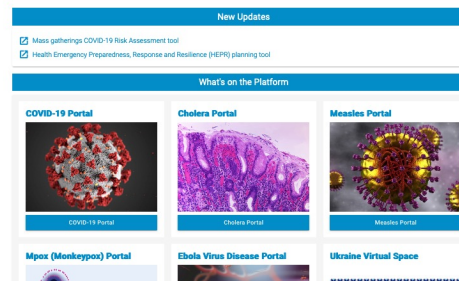 New Updates
Mass gatherings COVID-19 Risk Assessment tool
Health Emergency Preparedness, Response and Resilience (HEPR) planning tool
What's on the Platform
COVID-19 Portal
Cholera Portal
Measles Portal
COVID-19 Portal
Cholera Portal
Measles Portal
Mpox (Monkeypox) Portal
Ebola Virus Disease Portal
Ukraine Virtual Space